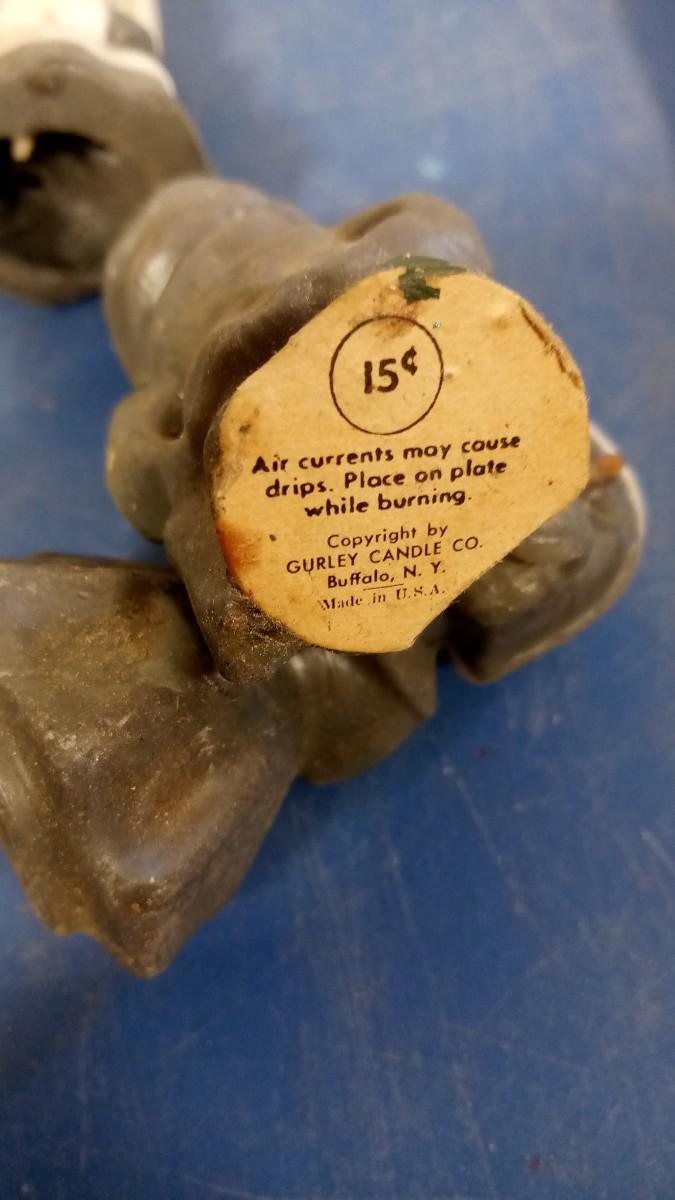 15¢
Air currents may cause
drips. Place on plate
while burning.
Copyright by
GURLEY CANDLE CO.
Buffalo, N. Y.
Made in U.S.A.